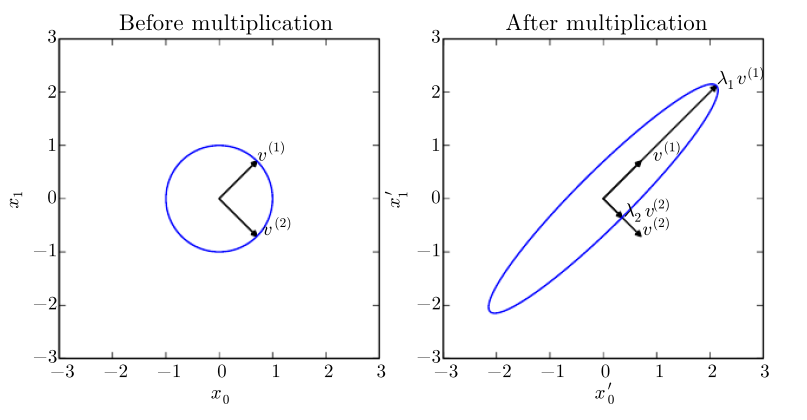 Before multiplication
After multiplication
3
2
1
0
−1
−2
−3
−3
−2
−1
0
1
2
3
x₀
x₁
v⁽¹⁾
v⁽²⁾
3
2
1
0
−1
−2
−3
−3
−2
−1
0
1
2
3
x′₀
x′₁
λ₁ v⁽¹⁾
v⁽¹⁾
λ₂ v⁽²⁾
v⁽²⁾